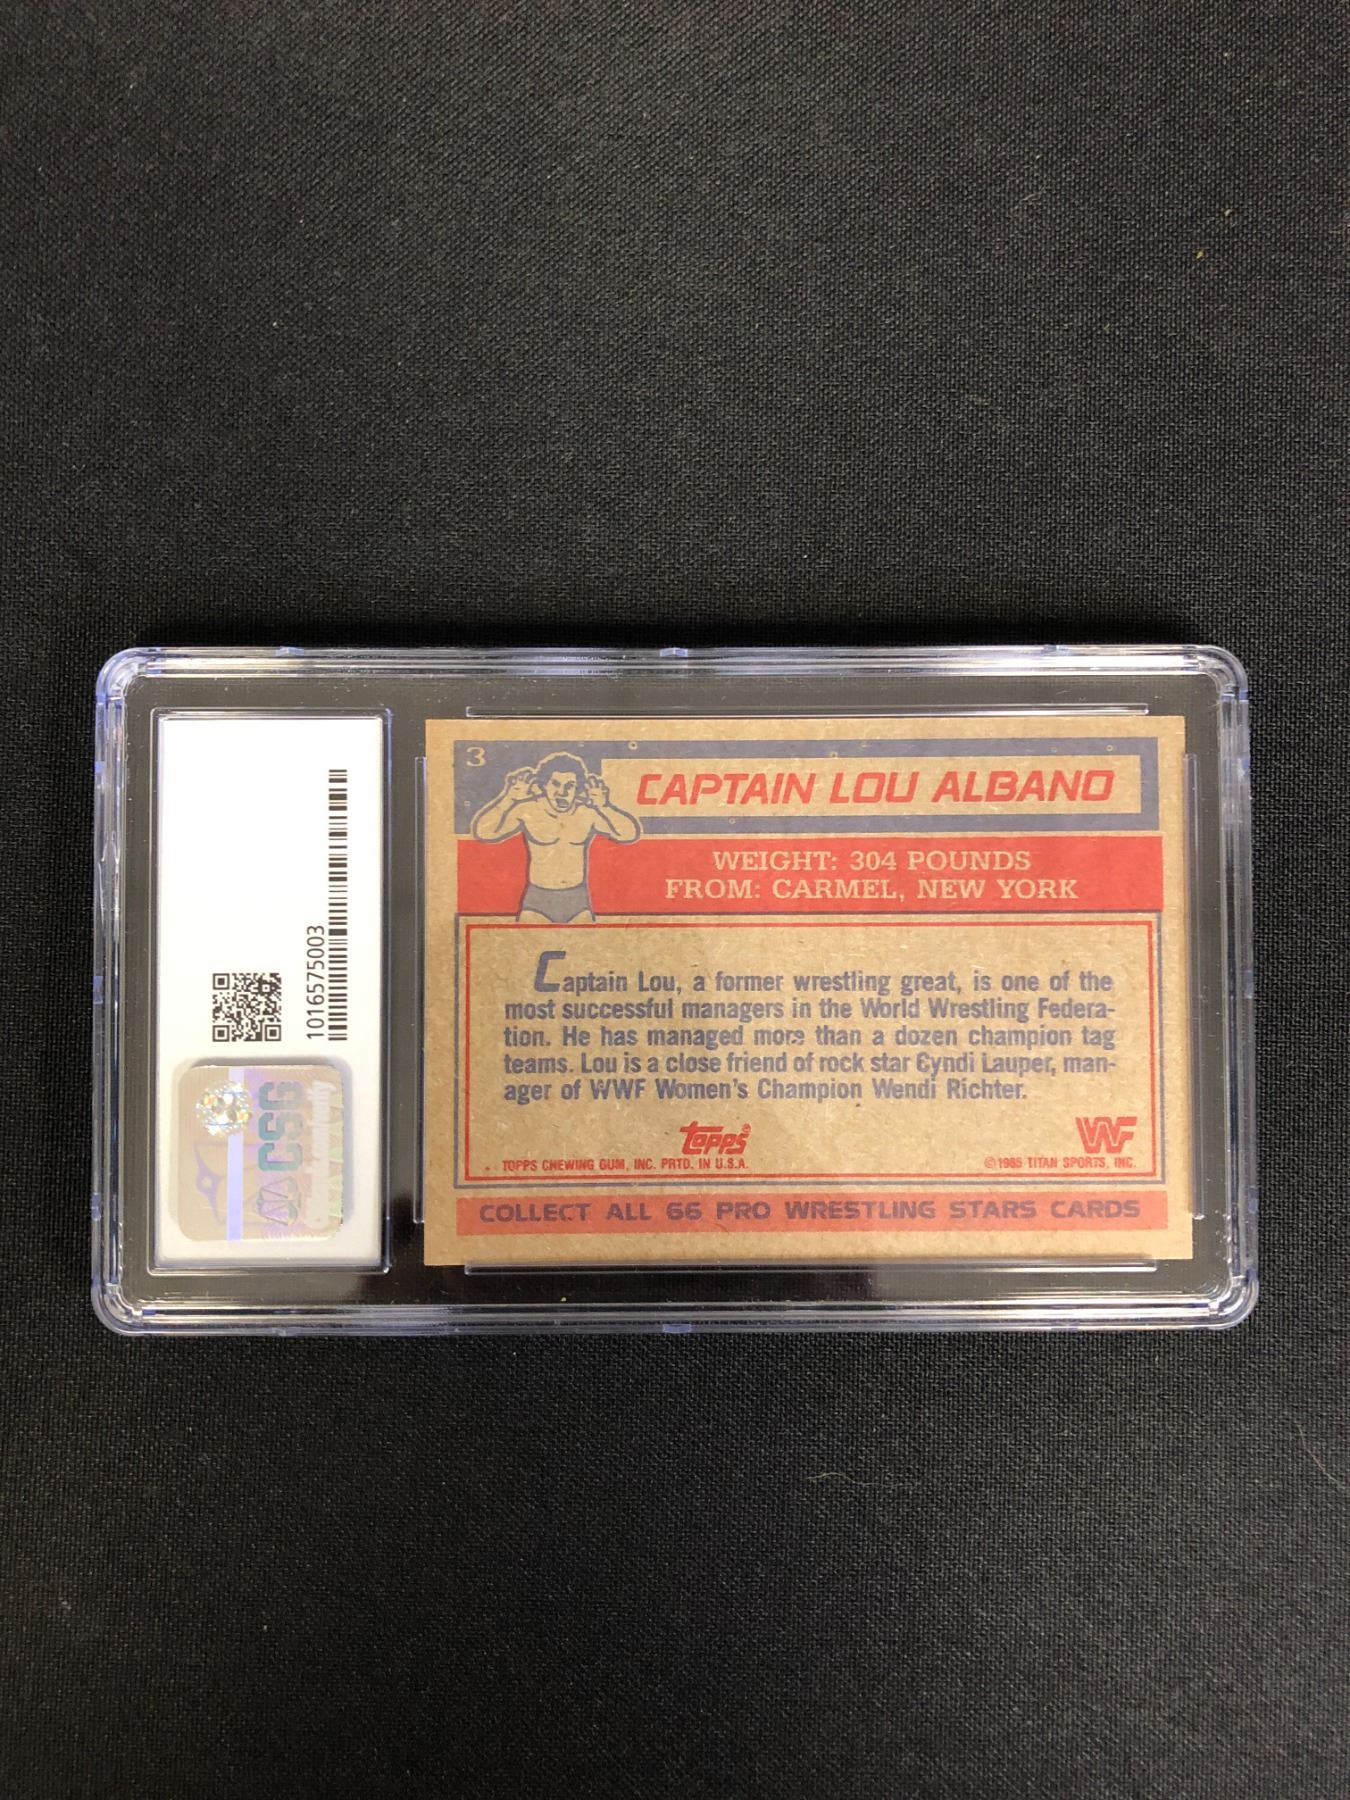 3
CAPTAIN LOU ALBANO
WEIGHT: 304 POUNDS
FROM: CARMEL, NEW YORK
Captain Lou, a former wrestling great, is one of the
most successful managers in the World Wrestling Federa-
tion. He has managed more than a dozen champion tag
teams. Lou is a close friend of rock star Cyndi Lauper, man-
ager of WWF Women's Champion Wendi Richter.
topps®
WF
TOPPS CHEWING GUM, INC. PRTD. IN U.S.A.
©1985 TITAN SPORTS, INC.
COLLECT ALL 66 PRO WRESTLING STARS CARDS
1016575003
CSG